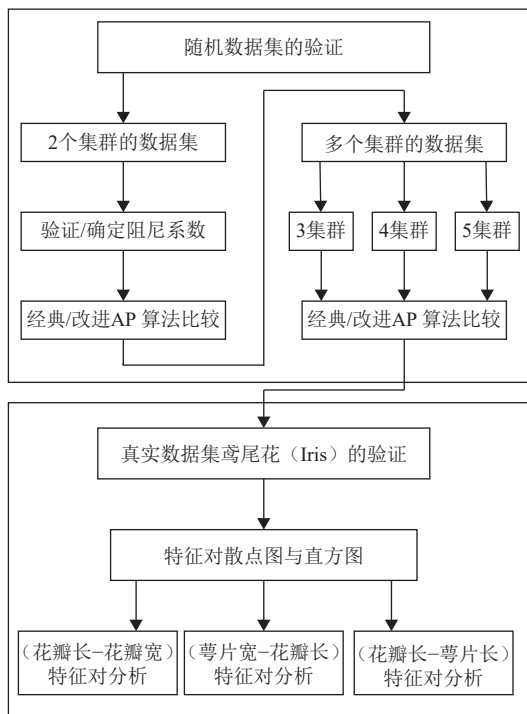 随机数据集的验证
2个集群的数据集
多个集群的数据集
验证/确定阻尼系数
3集群
4集群
5集群
经典/改进AP 算法比较
经典/改进AP 算法比较
真实数据集鸢尾花（Iris）的验证
特征对散点图与直方图
（花瓣长−花瓣宽）
特征对分析
（萼片宽−花瓣长）
特征对分析
（花瓣长−萼片长）
特征对分析